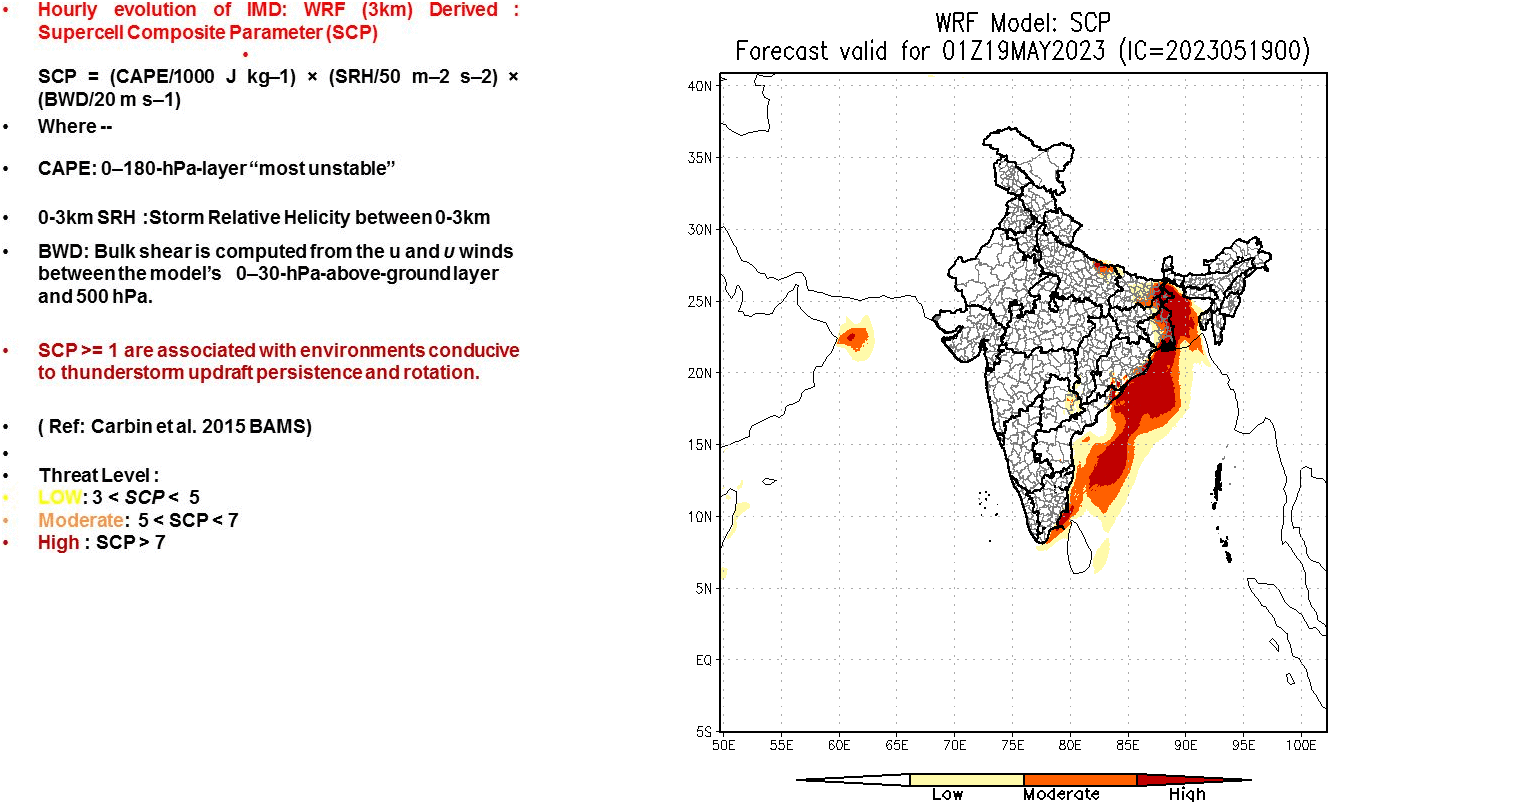 Hourly evolution of IMD: WRF (3km) Derived :
Supercell Composite Parameter (SCP)
SCP = (CAPE/1000 J kg–1) × (SRH/50 m–2 s–2) ×
(BWD/20 m s–1)
Where --
CAPE: 0–180-hPa-layer “most unstable”
0-3km SRH :Storm Relative Helicity between 0-3km
BWD: Bulk shear is computed from the u and υ winds
between the model’s 0–30-hPa-above-ground layer
and 500 hPa.
SCP >= 1 are associated with environments conducive
to thunderstorm updraft persistence and rotation.
( Ref: Carbin et al. 2015 BAMS)
Threat Level :
LOW: 3 < SCP < 5
Moderate: 5 < SCP < 7
High : SCP > 7
WRF Model: SCP
Forecast valid for 01Z19MAY2023 (IC=2023051900)
40N
35N
30N
25N
20N
15N
10N
5N
EQ
5S
50E 55E 60E 65E 70E 75E 80E 85E 90E 95E 100E
Low Moderate High